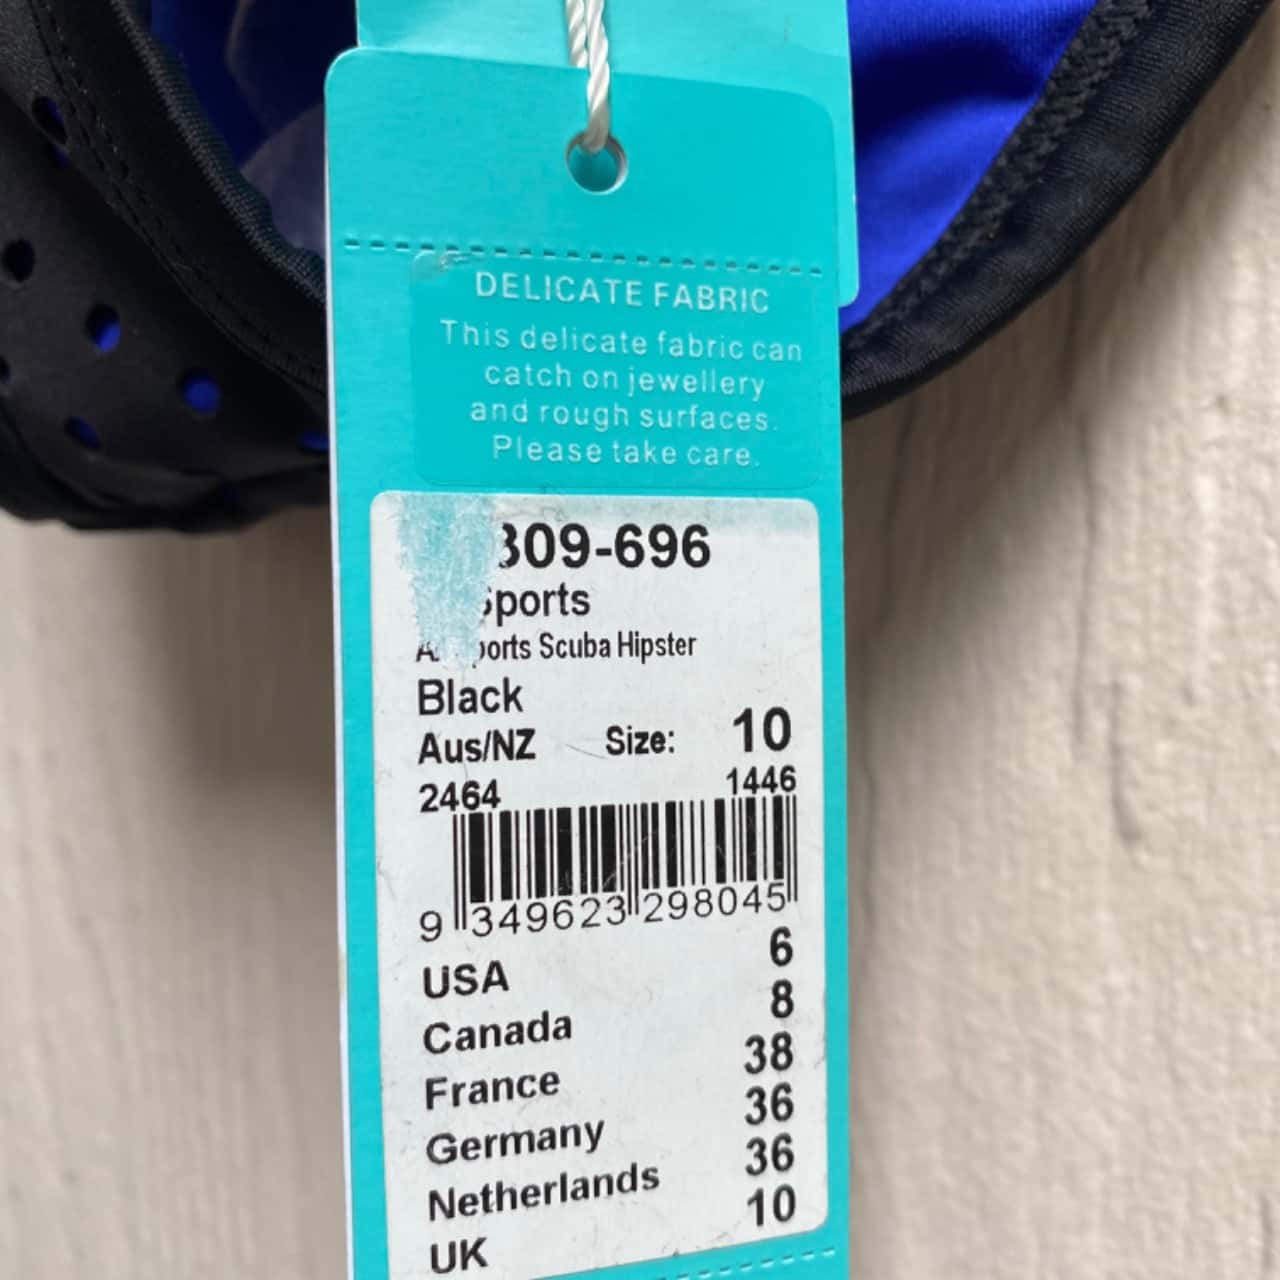 DELICATE FABRIC
This delicate fabric can
catch on jewellery
and rough surfaces.
Please take care.
309-696
Sports
Scuba Hipster
Black
Aus/NZ Size: 10
2464 1446
9 349623 298045
USA 6
Canada 8
France 38
Germany 36
Netherlands 36
UK 10